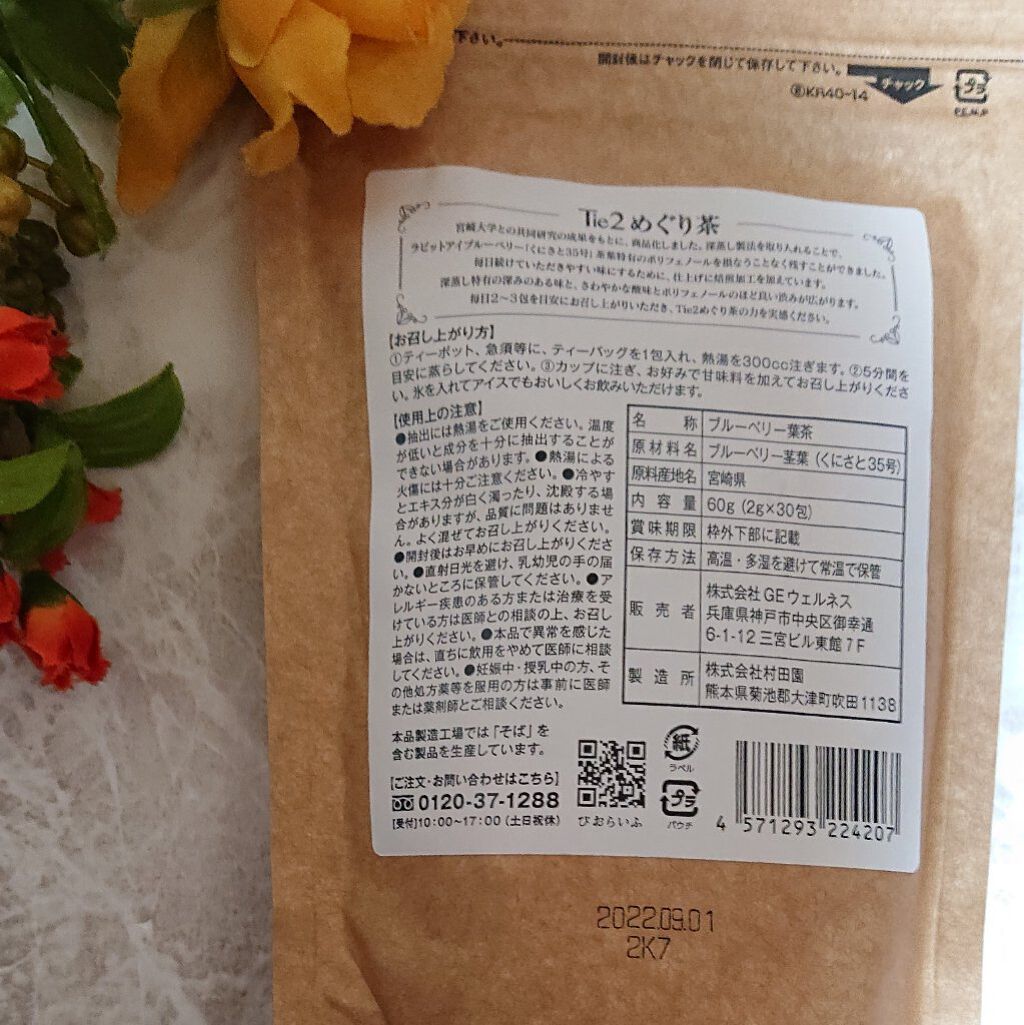 下さい。
開封後はチャックを閉じて保存して下さい。
チャック
プラ
ⓇKR40-14
Tie2めぐり茶
宮崎大学との共同研究の成果をもとに、商品化しました。深蒸し製法を取り入れることで、
ラビットアイブルーベリー「くにさと35号」茶葉特有のポリフェノールを損なうことなく残すことができました。
毎日続けていただきやすい味にするために、仕上げに焙煎加工を加えています。
深蒸し特有の深みのある味と、さわやかな酸味とポリフェノールのほど良い渋みが広がります。
毎日2～3包を目安にお召し上がりいただき、Tie2めぐり茶の力を実感ください。
【お召し上がり方】
①ティーポット、急須等に、ティーバッグを1包入れ、熱湯を300cc注ぎます。②5分間を
目安に蒸らしてください。③カップに注ぎ、お好みで甘味料を加えてお召し上がりくださ
い。氷を入れてアイスでもおいしくお飲みいただけます。
【使用上の注意】
●抽出には熱湯をご使用ください。温度
が低いと成分を十分に抽出することが
できない場合があります。●熱湯による
火傷には十分ご注意ください。●冷やす
とエキス分が白く濁ったり、沈殿する場
合がありますが、品質に問題はありませ
ん。よく混ぜてお召し上がりください。
●開封後はお早めにお召し上がりくださ
い。●直射日光を避け、乳幼児の手の届
かないところに保管してください。●ア
レルギー疾患のある方または治療を受
けている方は医師との相談の上、お召し
上がりください。●本品で異常を感じた
場合は、直ちに飲用をやめて医師に相談
してください。●妊娠中・授乳中の方、そ
の他処方薬等を服用の方は事前に医師
または薬剤師とご相談ください。
名称 ブルーベリー葉茶
原材料名 ブルーベリー茎葉（くにさと35号）
原料産地名 宮崎県
内容量 60g（2g×30包）
賞味期限 枠外下部に記載
保存方法 高温・多湿を避けて常温で保管
販売者 株式会社GEウェルネス
兵庫県神戸市中央区御幸通
6-1-12 三宮ビル東館7F
製造所 株式会社村田園
熊本県菊池郡大津町吹田1138
本品製造工場では「そば」を
含む製品を生産しています。
【ご注文・お問い合わせはこちら】
0120-37-1288
【受付】10:00～17:00（土日祝休）
びおらいふ
紙
ラベル
プラ
パウチ
4 571293 224207
2022.09.01
2K7